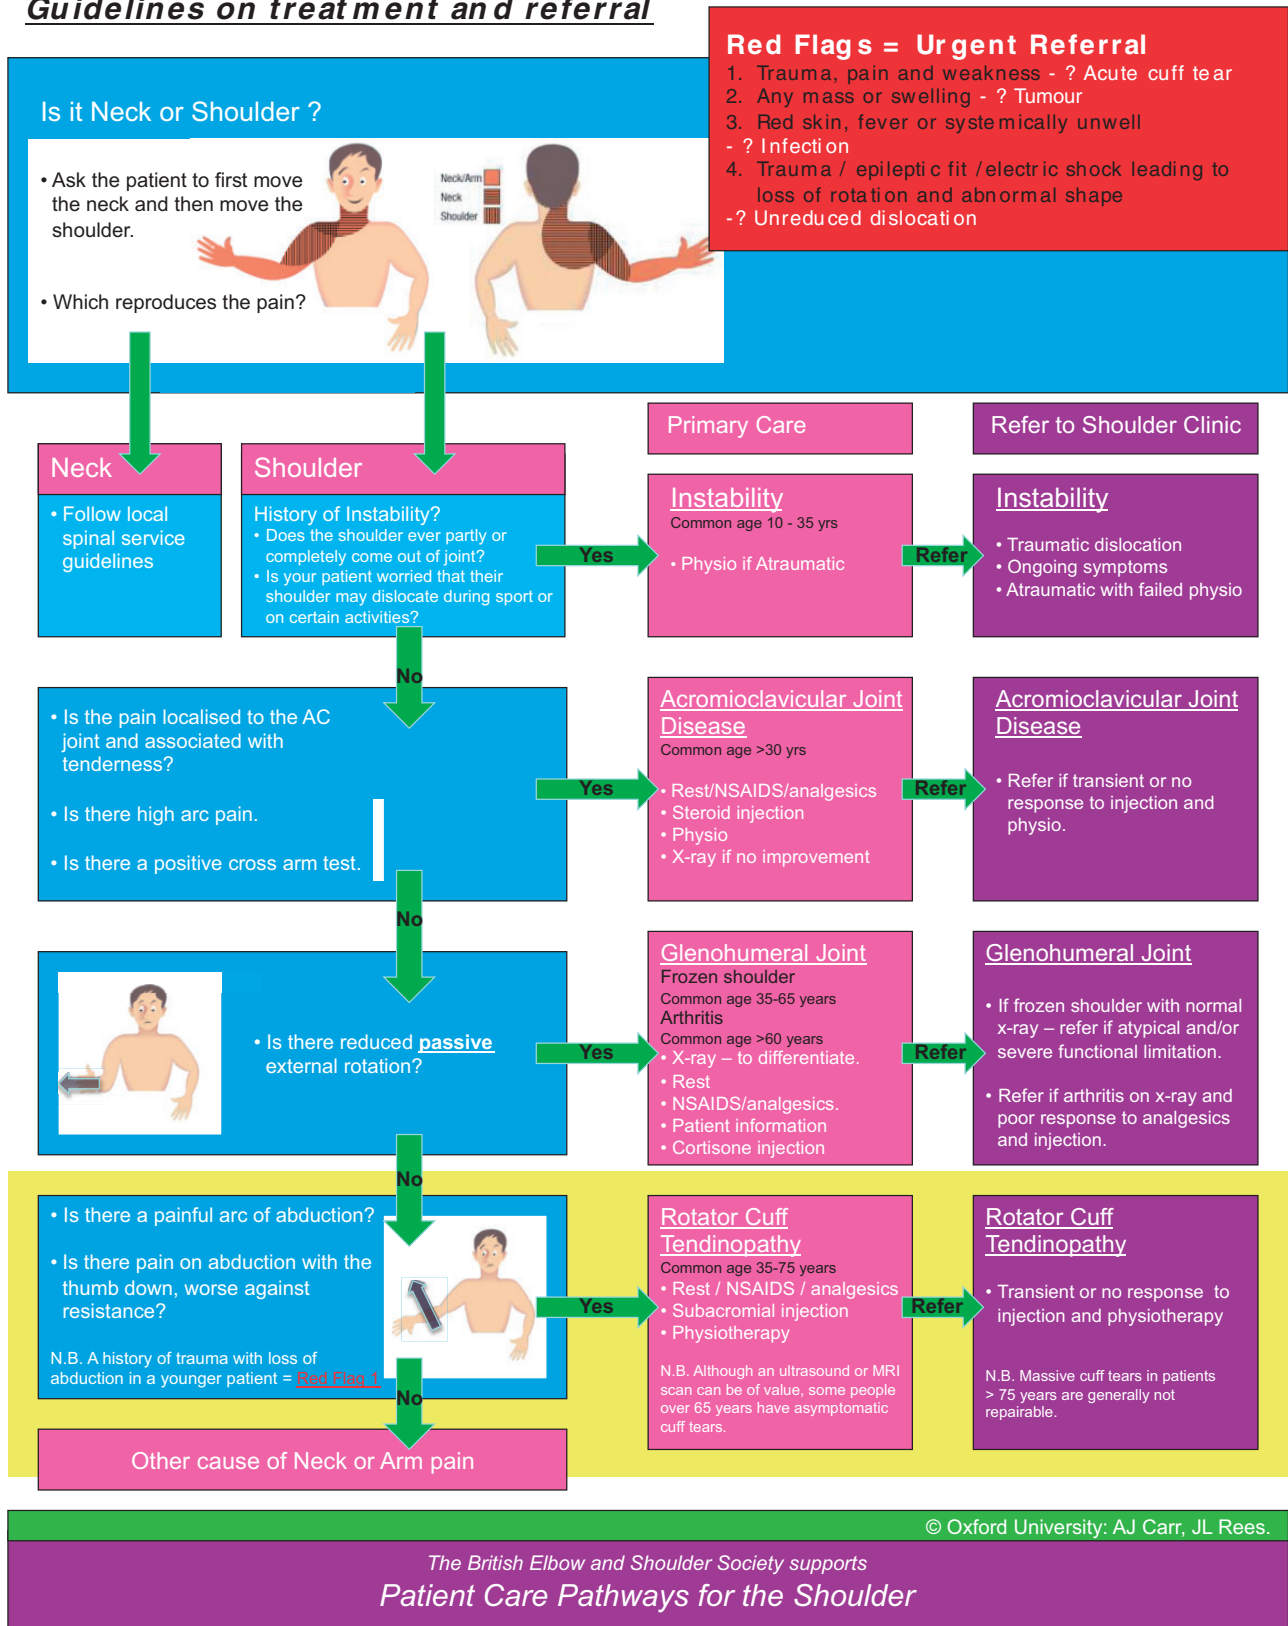 Guidelines on treatment and referral
Red Flags = Urgent Referral
1. Trauma, pain and weakness - ? Acute cuff tear
2. Any mass or swelling - ? Tumour
3. Red skin, fever or systemically unwell
- ? Infection
4. Trauma / epileptic fit /electric shock leading to
loss of rotation and abnormal shape
-? Unreduced dislocation
Is it Neck or Shoulder ?
• Ask the patient to first move
the neck and then move the
shoulder.
• Which reproduces the pain?
Neck/Arm
Neck
Shoulder
Primary Care
Refer to Shoulder Clinic
Neck
• Follow local
spinal service
guidelines
Shoulder
History of Instability?
• Does the shoulder ever partly or
completely come out of joint?
• Is your patient worried that their
shoulder may dislocate during sport or
on certain activities?
Yes
Instability
Common age 10 - 35 yrs
• Physio if Atraumatic
Refer
Instability
• Traumatic dislocation
• Ongoing symptoms
• Atraumatic with failed physio
No
• Is the pain localised to the AC
joint and associated with
tenderness?
• Is there high arc pain.
• Is there a positive cross arm test.
Yes
Acromioclavicular Joint
Disease
Common age >30 yrs
• Rest/NSAIDS/analgesics
• Steroid injection
• Physio
• X-ray if no improvement
Refer
Acromioclavicular Joint
Disease
• Refer if transient or no
response to injection and
physio.
No
• Is there reduced passive
external rotation?
Yes
Glenohumeral Joint
Frozen shoulder
Common age 35-65 years
Arthritis
Common age >60 years
• X-ray – to differentiate.
• Rest
• NSAIDS/analgesics.
• Patient information
• Cortisone injection
Refer
Glenohumeral Joint
• If frozen shoulder with normal
x-ray – refer if atypical and/or
severe functional limitation.
• Refer if arthritis on x-ray and
poor response to analgesics
and injection.
No
• Is there a painful arc of abduction?
• Is there pain on abduction with the
thumb down, worse against
resistance?
N.B. A history of trauma with loss of
abduction in a younger patient = Red Flag 1
Yes
Rotator Cuff
Tendinopathy
Common age 35-75 years
• Rest / NSAIDS / analgesics
• Subacromial injection
• Physiotherapy
N.B. Although an ultrasound or MRI
scan can be of value, some people
over 65 years have asymptomatic
cuff tears.
Refer
Rotator Cuff
Tendinopathy
• Transient or no response to
injection and physiotherapy
N.B. Massive cuff tears in patients
> 75 years are generally not
repairable.
No
Other cause of Neck or Arm pain
© Oxford University: AJ Carr, JL Rees.
The British Elbow and Shoulder Society supports
Patient Care Pathways for the Shoulder